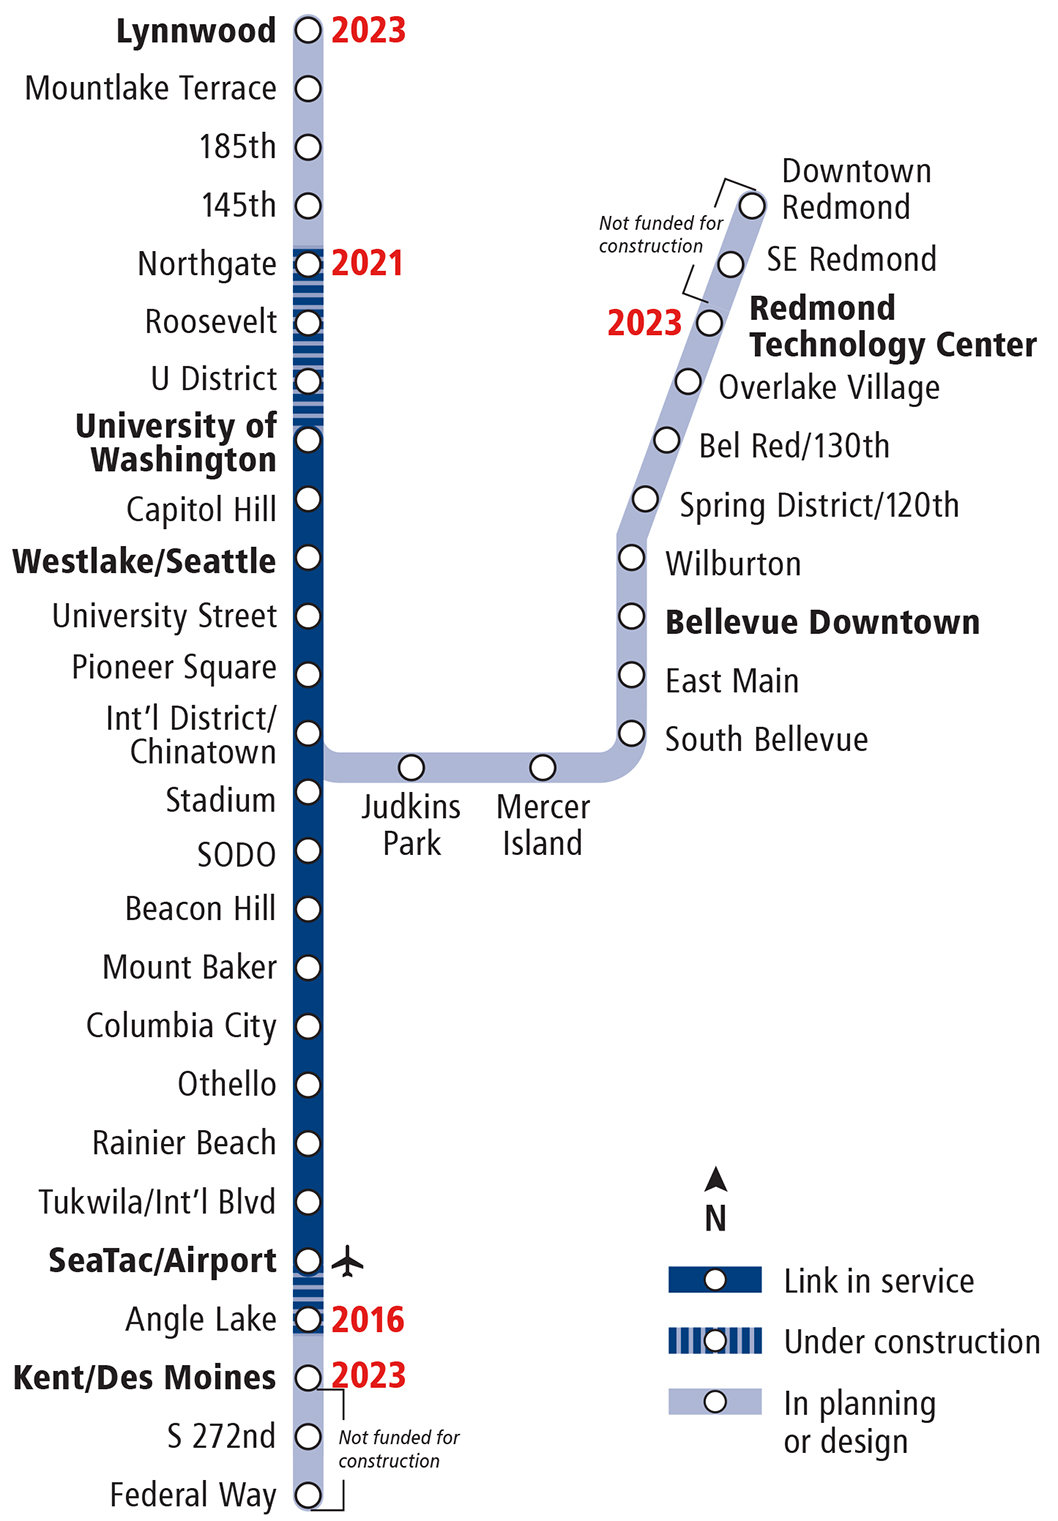 Lynnwood 2023
Mountlake Terrace
185th
145th
Northgate 2021
Roosevelt
U District
University of
Washington
Capitol Hill
Westlake/Seattle
University Street
Pioneer Square
Int'l District/
Chinatown
Stadium
SODO
Beacon Hill
Mount Baker
Columbia City
Othello
Rainier Beach
Tukwila/Int'l Blvd
SeaTac/Airport
Angle Lake 2016
Kent/Des Moines 2023
S 272nd
Federal Way
Not funded for
construction
Judkins
Park
Mercer
Island
Downtown
Redmond
Not funded for
construction
SE Redmond
2023 Redmond
Technology Center
Overlake Village
Bel Red/130th
Spring District/120th
Wilburton
Bellevue Downtown
East Main
South Bellevue
N
Link in service
Under construction
In planning
or design